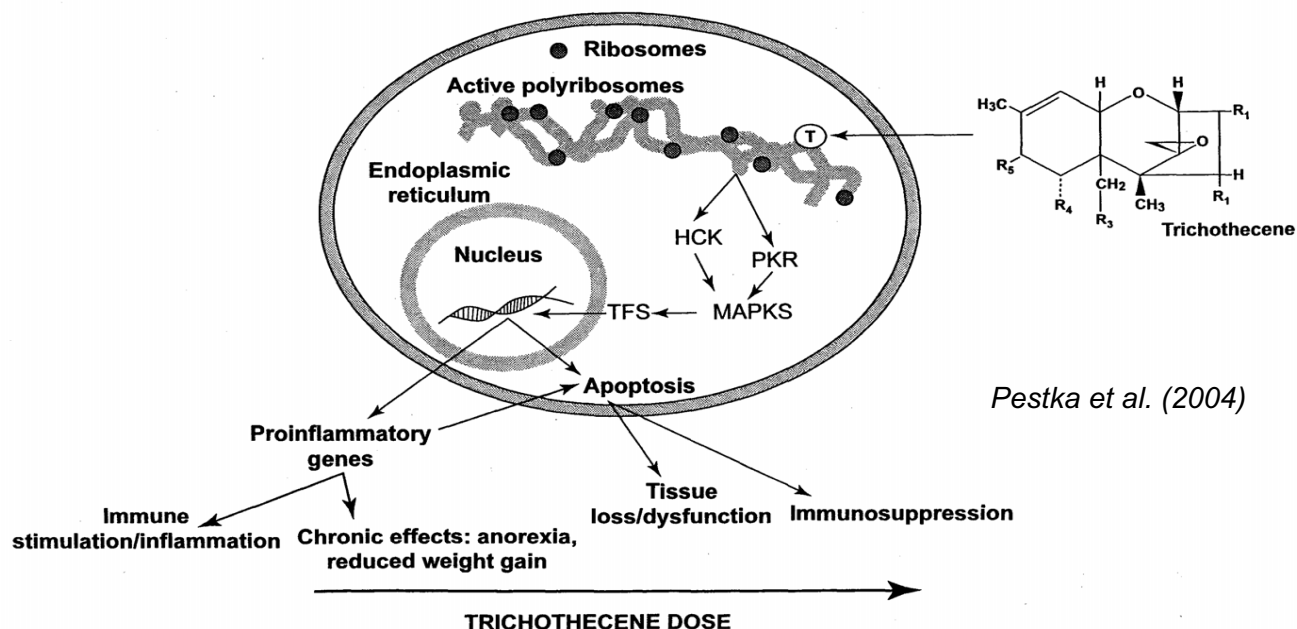 Ribosomes
Active polyribosomes
T
Endoplasmic
reticulum
HCK
PKR
Nucleus
TFS
MAPKS
Apoptosis
H
H
O
H3C
R1
O
R5
H
CH2
R4
CH3
R1
R3
Trichothecene
Pestka et al. (2004)
Proinflammatory
genes
Tissue
loss/dysfunction
Immunosuppression
Immune
stimulation/inflammation
Chronic effects: anorexia,
reduced weight gain
TRICHOTHECENE DOSE